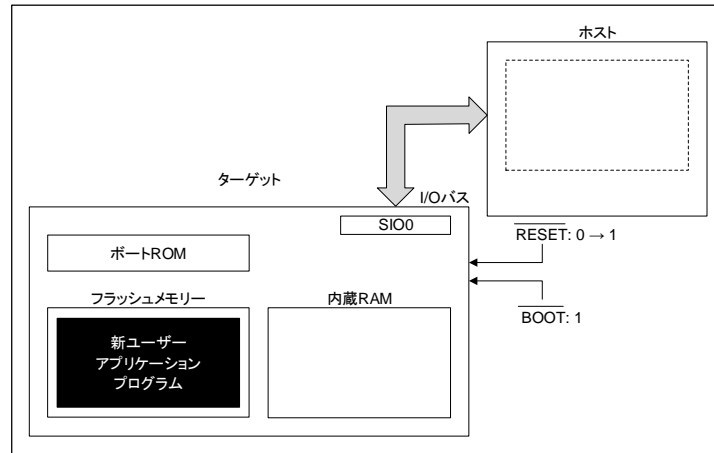 ホスト
ターゲット
I/Oバス
SIO0
RESET: 0 → 1
ボートROM
フラッシュメモリー
内蔵RAM
BOOT: 1
新ユーザー
アプリケーション
プログラム